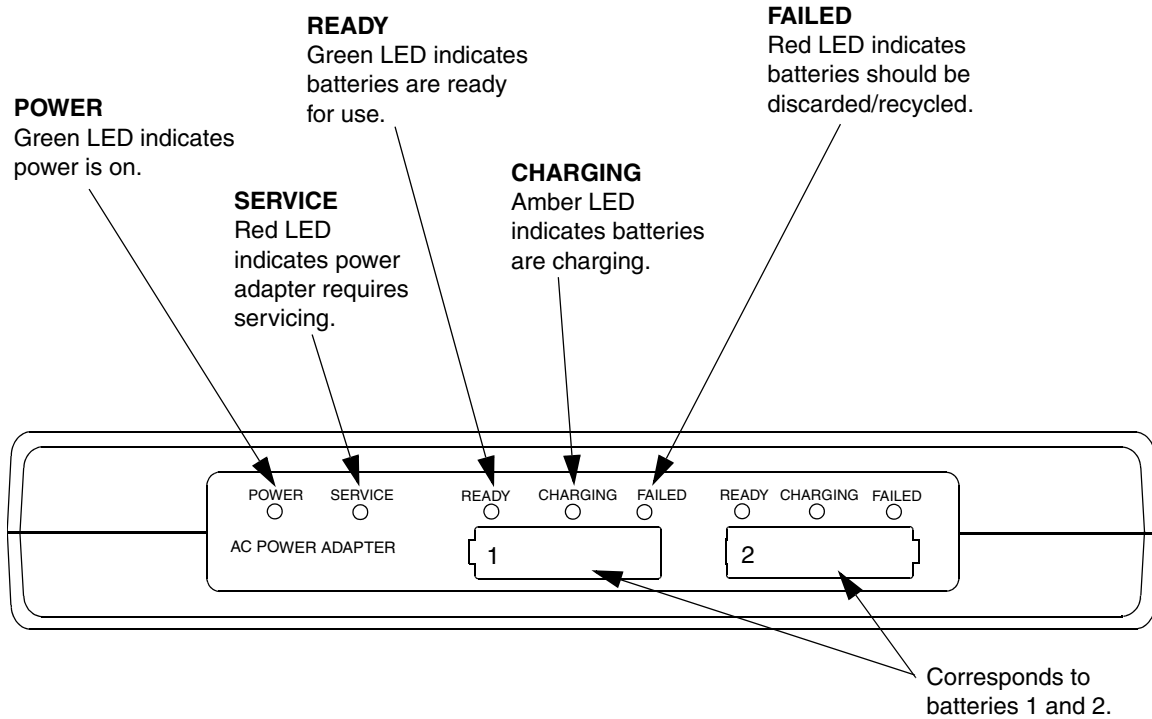 READY
Green LED indicates
batteries are ready
for use.
FAILED
Red LED indicates
batteries should be
discarded/recycled.
POWER
Green LED indicates
power is on.
SERVICE
Red LED
indicates power
adapter requires
servicing.
CHARGING
Amber LED
indicates batteries
are charging.
POWER SERVICE READY CHARGING FAILED READY CHARGING FAILED
AC POWER ADAPTER 1 2
Corresponds to
batteries 1 and 2.